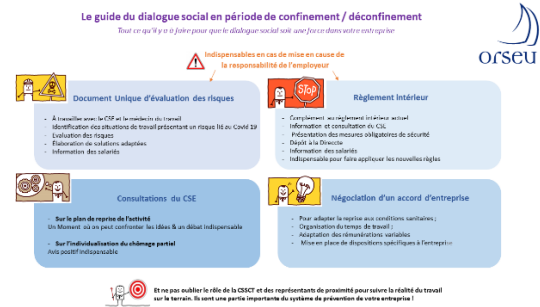 Le guide du dialogue social en période de confinement / déconfinement
Tout ce qu'il y a à faire pour que le dialogue social soit une force dans votre entreprise
orseu
Indispensables en cas de mise en cause de
la responsabilité de l'employeur
Document Unique d'évaluation des risques
- À travailler avec le CSE et le médecin du travail
- Identification des situations de travail présentant un risque lié au Covid 19
- Evaluation des risques
- Élaboration de solutions adaptées
- Information des salariés
STOP
Règlement intérieur
- Complément au règlement intérieur actuel
- Information et consultation du CSE
- Présentation des mesures obligatoires de sécurité
- Dépôt à la Direccte
- Information des salariés
- Indispensable pour faire appliquer les nouvelles règles
Consultations du CSE
- Sur le plan de reprise de l'activité
Un Moment où on peut confronter les idées & un débat indispensable
- Sur l'individualisation du chômage partiel
Avis positif indispensable
Négociation d'un accord d'entreprise
- Pour adapter la reprise aux conditions sanitaires ;
- Organisation du temps de travail ;
- Adaptation des rémunérations variables
- Mise en place de dispositions spécifiques à l'entreprise
Et ne pas oublier le rôle de la CSSCT et des représentants de proximité pour suivre la réalité du travail
sur le terrain. Ils sont une partie importante du système de prévention de votre entreprise !